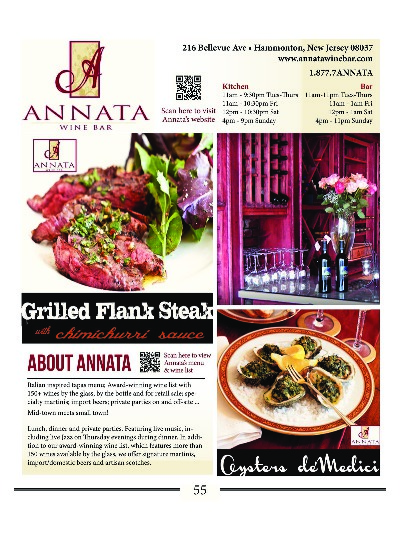 216 Bellevue Ave • Hammonton, New Jersey 08037
www.annatawinebar.com
1.877.7ANNATA
A
ANNATA
WINE BAR
Scan here to visit
Annata's website
Kitchen
11am - 9:30pm Tues-Thurs
11am - 10:30pm Fri
12pm - 10:30pm Sat
4pm - 9pm Sunday
Bar
11am-11pm Tues-Thurs
11am - 1am Fri
12pm - 1am Sat
4pm - 11pm Sunday
ANNATA
Grilled Flank Steak
with chimichurri sauce
ABOUT ANNATA
Scan here to view
Annata's menu
& wine list
Italian inspired tapas menu; Award-winning wine list with
150+ wines by the glass, by the bottle and for retail sale; spe-
cialty martinis; import beers; private parties on and off-site ...
Mid-town meets small town!
Lunch, dinner and private parties. Featuring live music, in-
cluding live Jazz on Thursday evenings during dinner. In addi-
tion to our award-winning wine list, which features more than
150 wines available by the glass, we offer signature martinis,
import/domestic beers and artisan scotches.
ANNATA
Oysters deMedici
55